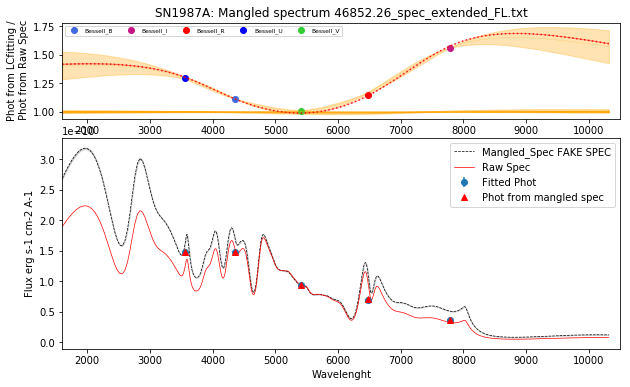 SN1987A: Mangled spectrum 46852.26_spec_extended_FL.txt
Phot from LCfitting /
Phot from Raw Spec
1.75
1.50
1.25
1.00
Bessell_B
Bessell_I
Bessell_R
Bessell_U
Bessell_V
2000 3000 4000 5000 6000 7000 8000 9000 10000
1e-10
Flux erg s-1 cm-2 A-1
3.0
2.5
2.0
1.5
1.0
0.5
0.0
Mangled_Spec FAKE SPEC
Raw Spec
Fitted Phot
Phot from mangled spec
2000 3000 4000 5000 6000 7000 8000 9000 10000
Wavelenght